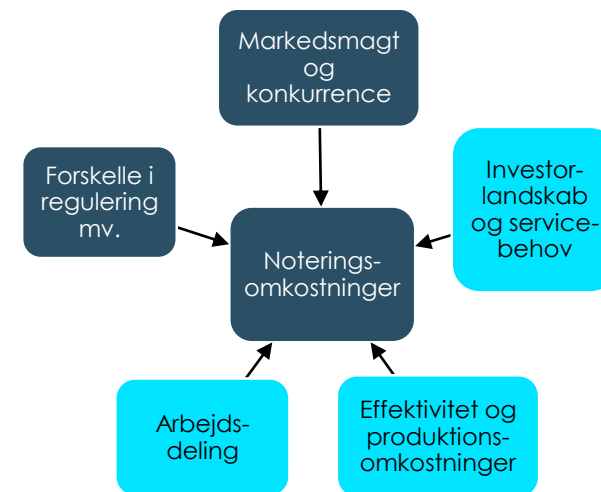 Markedsmagt
og
konkurrence
Forskelle i
regulering
mv.
Investor-
landskab
og service-
behov
Noterings-
omkostninger
Arbejds-
deling
Effektivitet og
produktions-
omkostninger